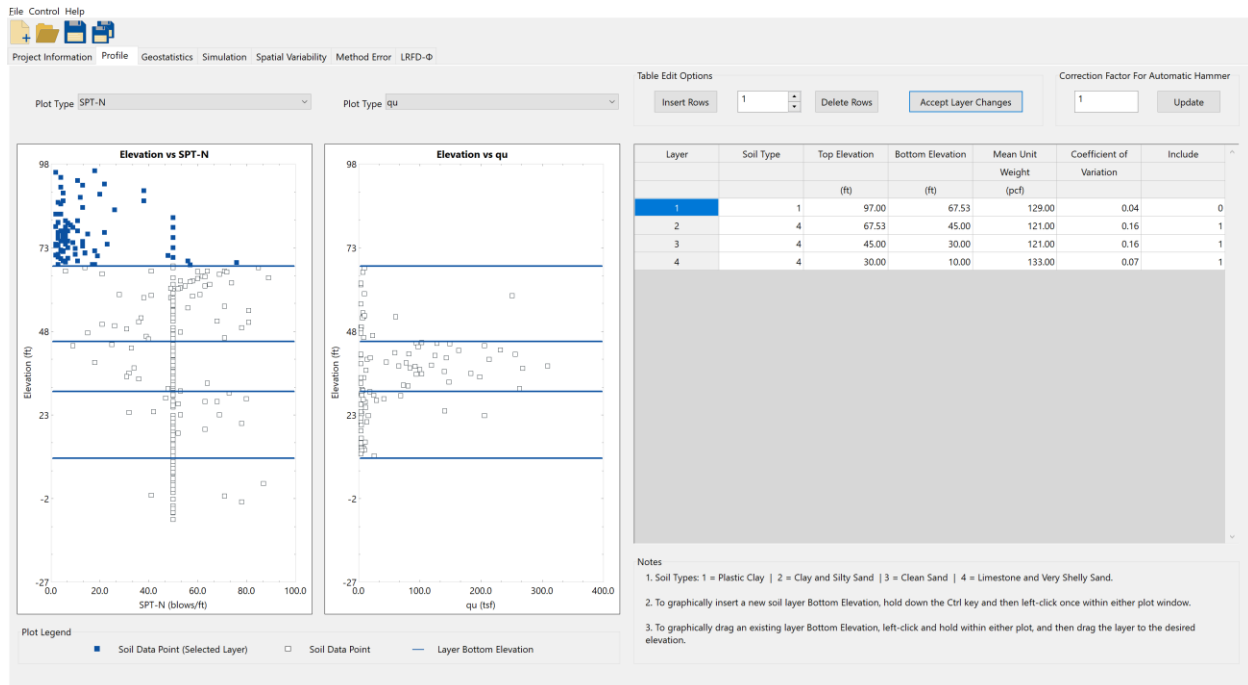 File Control Help
Project Information Profile Geostatistics Simulation Spatial Variability Method Error LRFD-Φ
Plot Type SPT-N
Plot Type qu
Table Edit Options
Insert Rows 1 Delete Rows Accept Layer Changes
Correction Factor For Automatic Hammer
1 Update
Elevation vs SPT-N
98
73
48
23
-2
-27
Elevation (ft)
0.0 20.0 40.0 60.0 80.0 100.0
SPT-N (blows/ft)
Elevation vs qu
98
73
48
23
-2
-27
Elevation (ft)
0.0 100.0 200.0 300.0 400.0
qu (tsf)
Layer Soil Type Top Elevation Bottom Elevation Mean Unit Coefficient of Include
Weight Variation
(ft) (ft) (pcf)
1 1 97.00 67.53 129.00 0.04 0
2 4 67.53 45.00 121.00 0.16 1
3 4 45.00 30.00 121.00 0.16 1
4 4 30.00 10.00 133.00 0.07 1
Plot Legend
Soil Data Point (Selected Layer) Soil Data Point Layer Bottom Elevation
Notes
1. Soil Types: 1 = Plastic Clay | 2 = Clay and Silty Sand |3 = Clean Sand | 4 = Limestone and Very Shelly Sand.
2. To graphically insert a new soil layer Bottom Elevation, hold down the Ctrl key and then left-click once within either plot window.
3. To graphically drag an existing layer Bottom Elevation, left-click and hold within either plot, and then drag the layer to the desired
elevation.